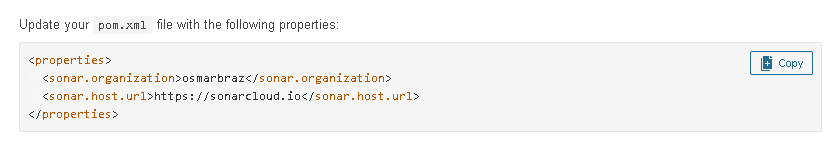 Update your pom.xml file with the following properties:
<properties>
Copy
  <sonar.organization>osmarbraz</sonar.organization>
  <sonar.host.url>https://sonarcloud.io</sonar.host.url>
</properties>